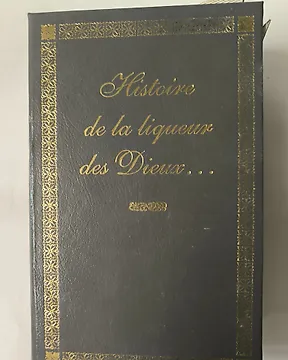 Histoire
de la liqueur
des Dieux...